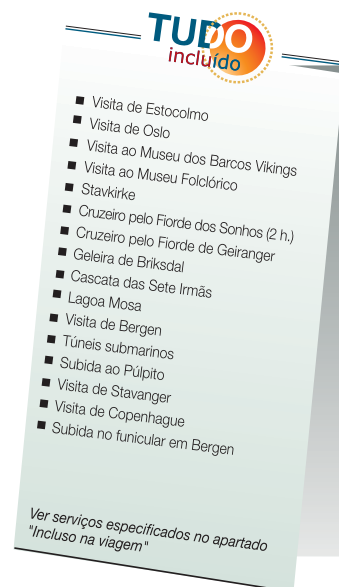 TUDO
incluído
■ Visita de Estocolmo
■ Visita de Oslo
■ Visita ao Museu dos Barcos Vikings
■ Visita ao Museu Folclórico
■ Stavkirke
■ Cruzeiro pelo Fiorde dos Sonhos (2 h.)
■ Cruzeiro pelo Fiorde de Geiranger
■ Geleira de Briksdal
■ Cascata das Sete Irmãs
■ Lagoa Mosa
■ Visita de Bergen
■ Túneis submarinos
■ Subida ao Púlpito
■ Visita de Stavanger
■ Visita de Copenhague
■ Subida no funicular em Bergen
Ver serviços especificados no apartado
"Incluso na viagem"